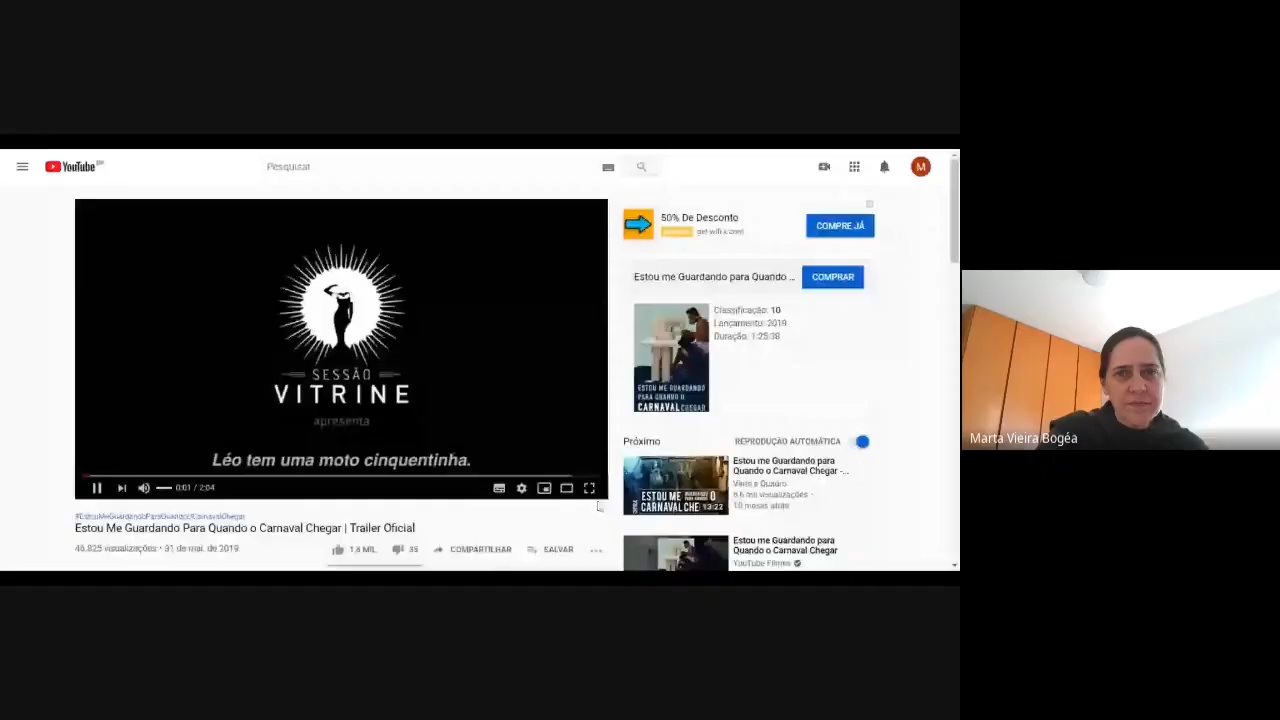 YouTube
Pesquisar
M
SESSÃO
VITRINE
apresenta
Léo tem uma moto cinquentinha.
0:01 / 2:04
#EstouMeGuardandoParaQuandoOCarnavalChegar
Estou Me Guardando Para Quando o Carnaval Chegar | Trailer Oficial
46.825 visualizações • 31 de mai. de 2019
1,6 MIL
COMPARTILHAR
SALVAR
50% De Desconto
COMPRE JÁ
Estou me Guardando para Quando ...
COMPRAR
Classificação: 10
Lançamento: 2019
Duração: 1:25:38
ESTOU ME GUARDANDO
PARA QUANDO O
CARNAVAL CHEGAR
Próximo
REPRODUÇÃO AUTOMÁTICA
Estou me Guardando para
Quando o Carnaval Chegar -...
10 meses atrás
ESTOU ME
CARNAVAL CHE
13:22
Estou me Guardando para
Quando o Carnaval Chegar
YouTube Filmes
Marta Vieira Bogéa